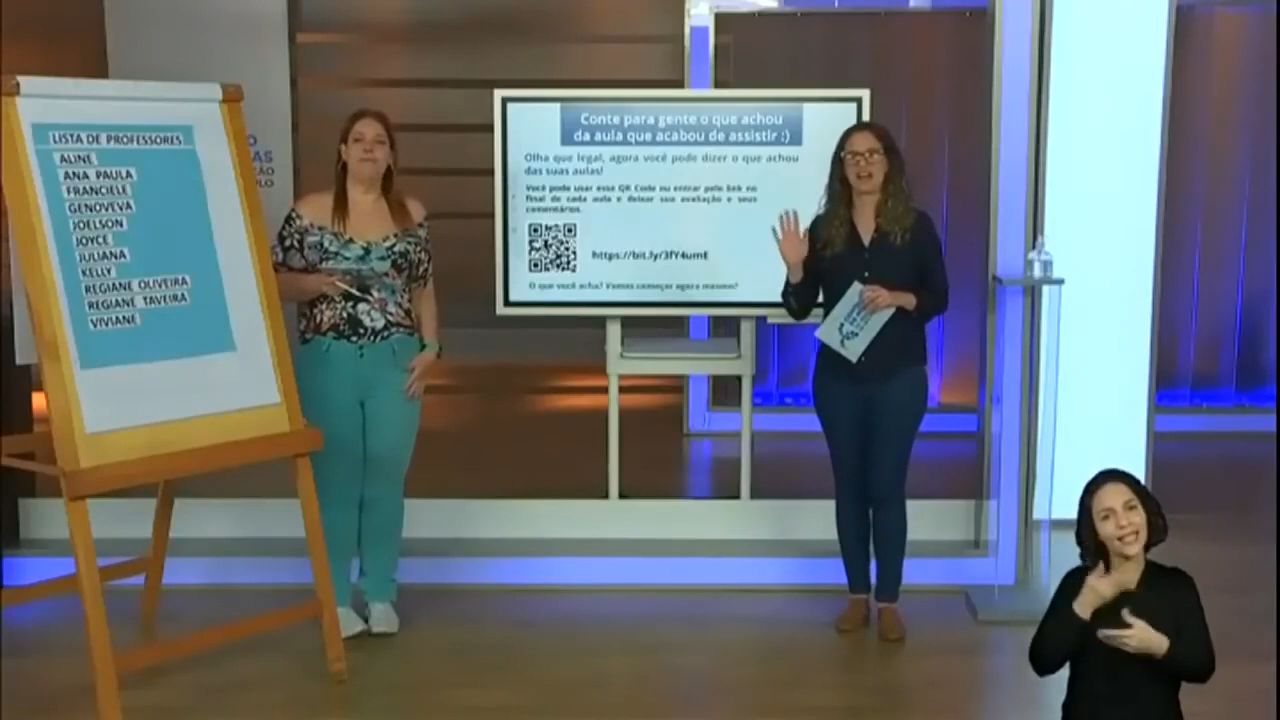 LISTA DE PROFESSORES
ALINE
ANA PAULA
FRANCIELE
GENOVEVA
JOELSON
JOYCE
JULIANA
KELLY
REGIANE OLIVEIRA
REGIANE TAVEIRA
VIVIANE
Conte para gente o que achou
da aula que acabou de assistir :)
Olha que legal, agora você pode dizer o que achou
das suas aulas!
Você pode usar esse QR Code ou entrar pelo link no
final de cada aula e deixar sua avaliação e seus
comentários.
https://bit.ly/3fY4umE
O que você acha? Vamos começar agora mesmo?